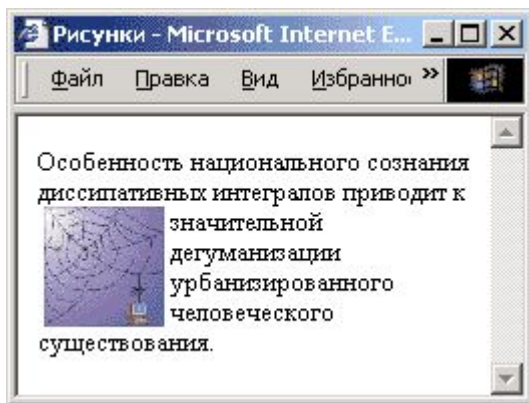 Рисунки - Microsoft Internet E...
Файл Правка Вид Избранно »
Особенность национального сознания
диссипативных интегралов приводит к
значительной
дегуманизации
урбанизированного
человеческого
существования.